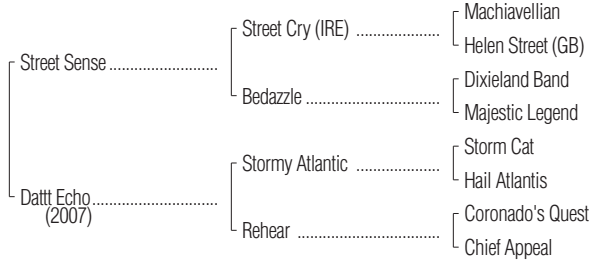 Machiavellian
Street Cry (IRE) ....................
Helen Street (GB)
Street Sense ..........................
Dixieland Band
Bedazzle ................................
Majestic Legend
Storm Cat
Stormy Atlantic ....................
Hail Atlantis
Dattt Echo..............................
(2007)
Coronado's Quest
Rehear ..................................
Chief Appeal